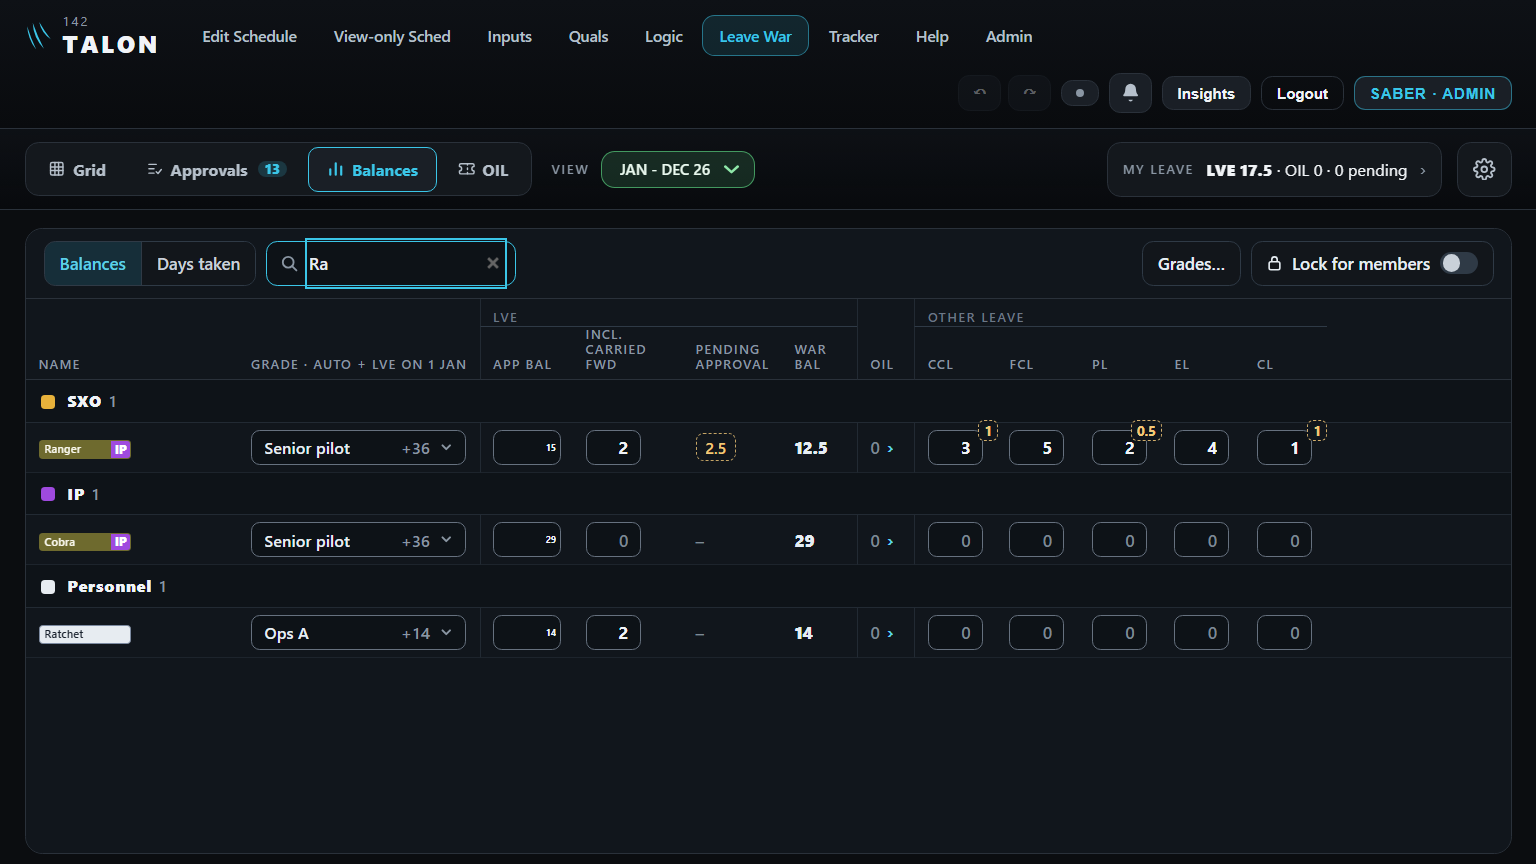 142
TALON
Edit Schedule View-only Sched Inputs Quals Logic Leave War Tracker Help Admin
Insights Logout SABER · ADMIN
Grid Approvals 13 Balances OIL VIEW JAN - DEC 26 MY LEAVE LVE 17.5 · OIL 0 · 0 pending ›
Balances Days taken Ra × Grades... Lock for members
LVE OTHER LEAVE
NAME GRADE · AUTO + LVE ON 1 JAN APP BAL INCL. CARRIED FWD PENDING APPROVAL WAR BAL OIL CCL FCL PL EL CL
SXO 1
Ranger IP Senior pilot +36 15 2 2.5 12.5 0 › 3 1 5 2 0.5 4 1 1
IP 1
Cobra IP Senior pilot +36 29 0 – 29 0 › 0 0 0 0 0
Personnel 1
Ratchet Ops A +14 14 2 – 14 0 › 0 0 0 0 0